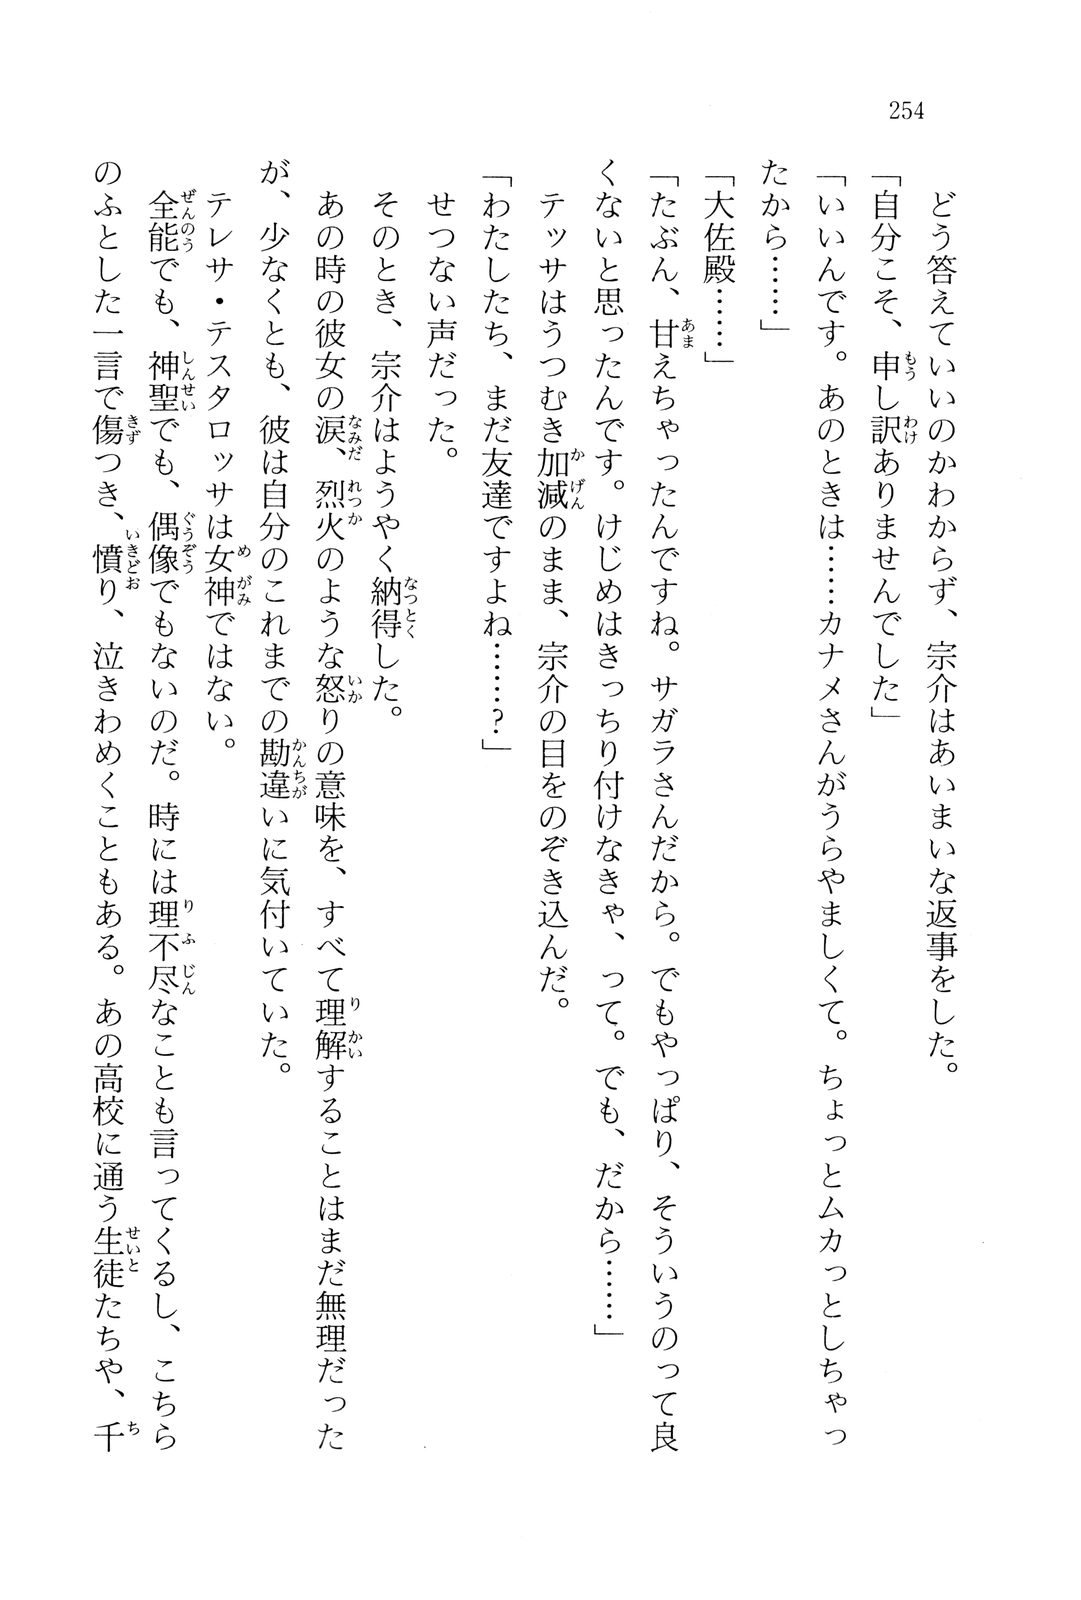 254
どう答えていいのかわからず、宗介はあいまいな返事をした。
「自分こそ、申し訳ありませんでした」
「いいんです。あのときは……カナメさんがうらやましくて。ちょっとムカっとしちゃっ
たから……」
「大佐殿……」
「たぶん、甘えちゃったんですね。サガラさんだから。でもやっぱり、そういうのって良
くないと思ったんです。けじめはきっちり付けなきゃ、って。でも、だから……」
テッサはうつむき加減のまま、宗介の目をのぞき込んだ。
「わたしたち、まだ友達ですよね……?」
せつない声だった。
そのとき、宗介はようやく納得した。
あの時の彼女の涙、烈火のような怒りの意味を、すべて理解することはまだ無理だった
が、少なくとも、彼は自分のこれまでの勘違いに気付いていた。
テレサ・テスタロッサは女神ではない。
全能でも、神聖でも、偶像でもないのだ。時には理不尽なことも言ってくるし、こちら
のふとした一言で傷つき、憤り、泣きわめくこともある。あの高校に通う生徒たちや、千